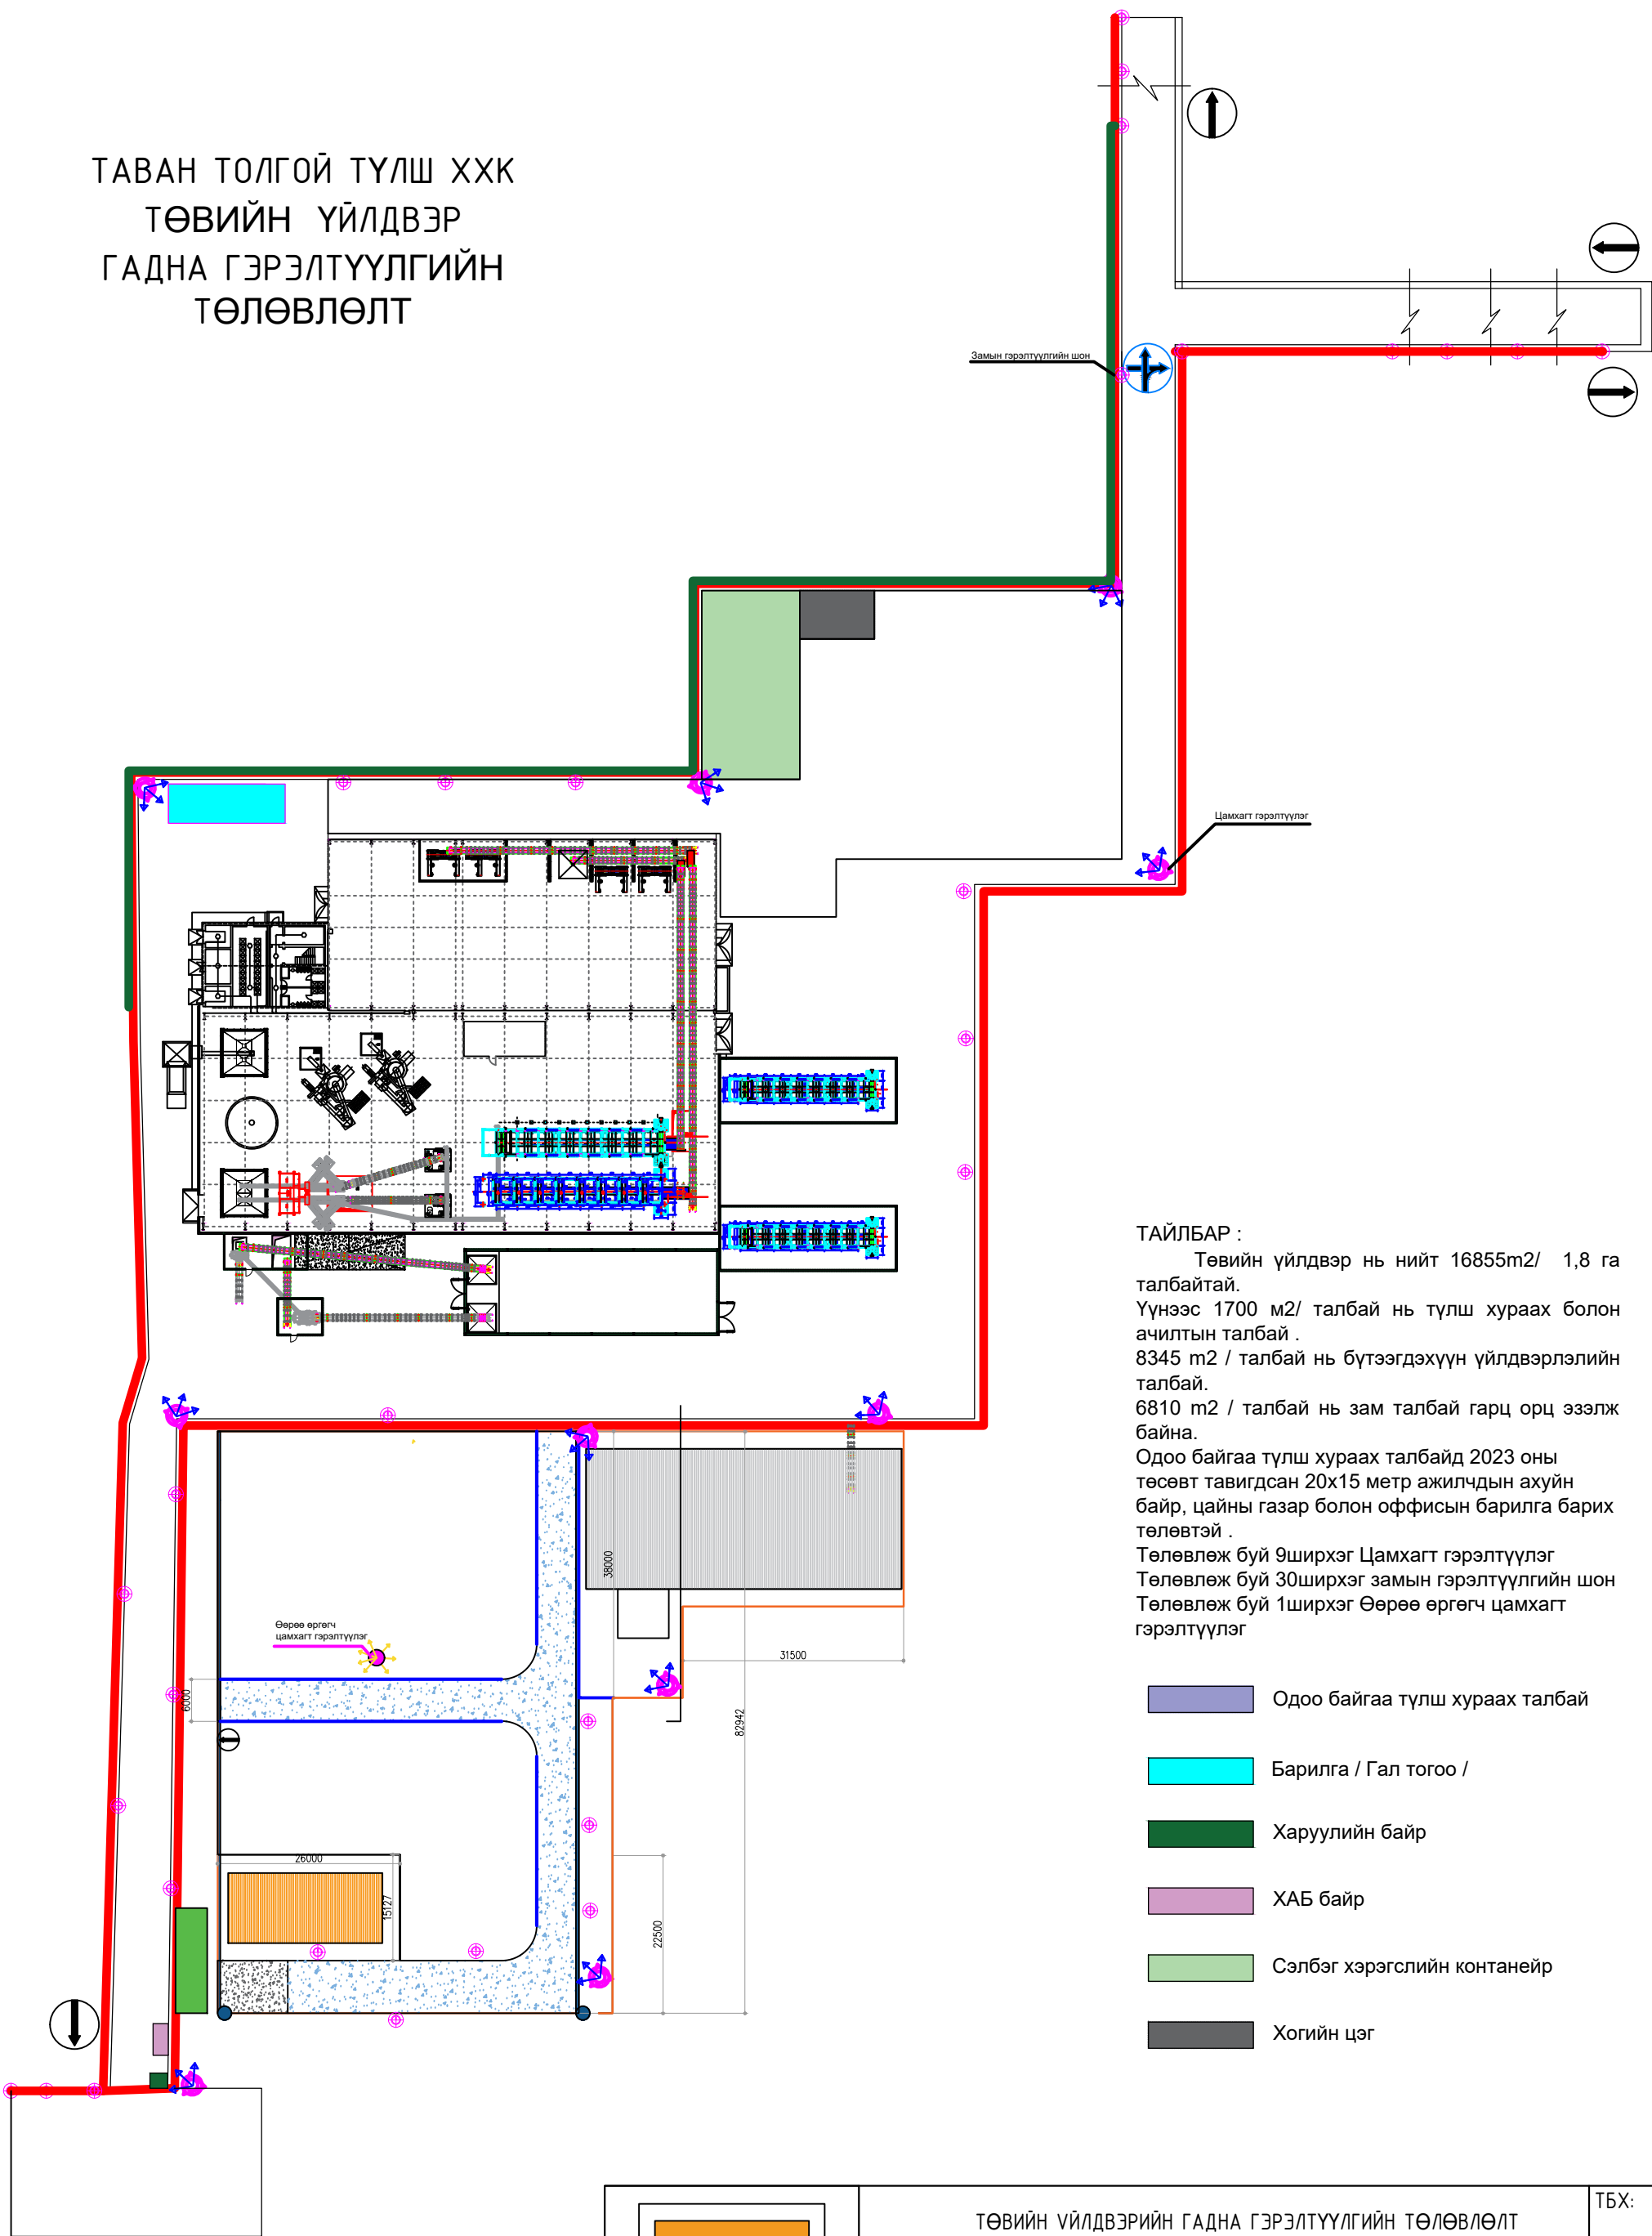 ТАВАН ТОЛГОЙ ТҮЛШ ХХК
ТӨВИЙН ҮЙЛДВЭР
ГАДНА ГЭРЭЛТҮҮЛГИЙН
ТӨЛӨВЛӨЛТ
Замын гэрэлтүүлгийн шон
Цамхагт гэрэлтүүлэг
ТАЙЛБАР :
Төвийн үйлдвэр нь нийт 16855m2/ 1,8 га
талбайтай.
Үүнээс 1700 м2/ талбай нь түлш хураах болон
ачилтын талбай .
8345 m2 / талбай нь бүтээгдэхүүн үйлдвэрлэлийн
талбай.
6810 m2 / талбай нь зам талбай гарц орц эзэлж
байна.
Одоо байгаа түлш хураах талбайд 2023 оны
төсөвт тавигдсан 20х15 метр ажилчдын ахуйн
байр, цайны газар болон оффисын барилга барих
төлөвтэй .
Төлөвлөж буй 9ширхэг Цамхагт гэрэлтүүлэг
Төлөвлөж буй 30ширхэг замын гэрэлтүүлгийн шон
Төлөвлөж буй 1ширхэг Өөрөө өргөгч цамхагт
гэрэлтүүлэг
38000
Өөрөө өргөгч
цамхагт гэрэлтүүлэг
31500
6000
82942
26000
15127
22500
Одоо байгаа түлш хураах талбай
Барилга / Гал тогоо /
Харуулийн байр
ХАБ байр
Сэлбэг хэрэгслийн контанейр
Хогийн цэг
ТӨВИЙН ҮЙЛДВЭРИЙН ГАДНА ГЭРЭЛТҮҮЛГИЙН ТӨЛӨВЛӨЛТ
ТБХ: